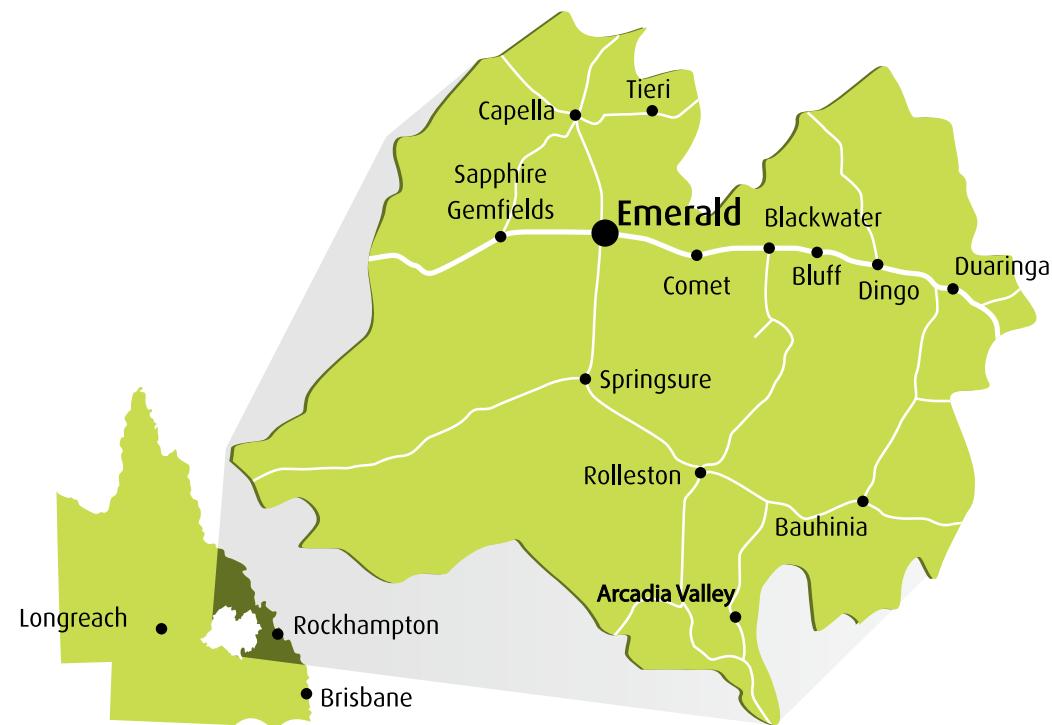 Tieri
Capella
Sapphire
Gemfields
Emerald
Blackwater
Comet
Bluff
Dingo
Duaringa
Springsure
Rolleston
Bauhinia
Arcadia Valley
Longreach
Rockhampton
Brisbane